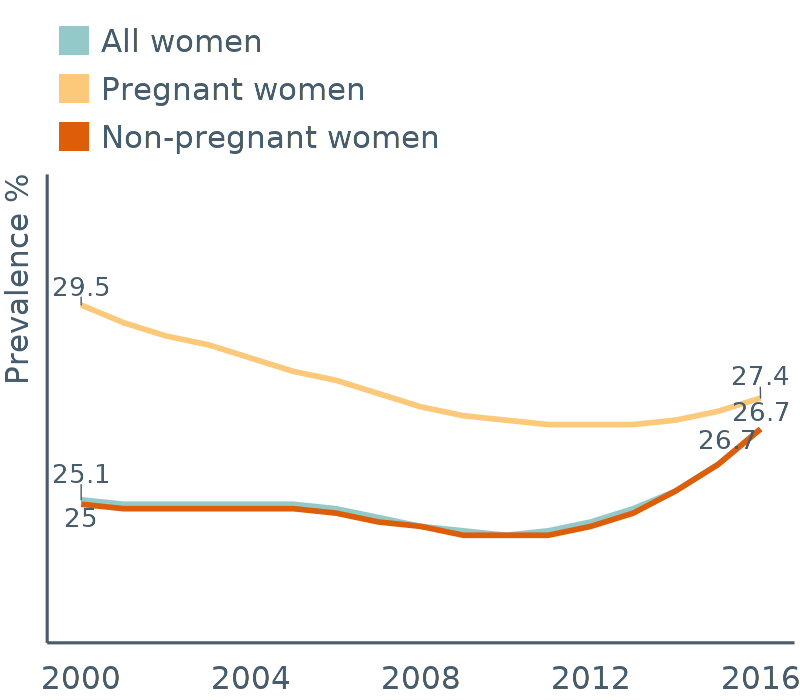 All women
Pregnant women
Non-pregnant women
Prevalence %
29.5
27.4
26.7
26.7
25.1
25
2000 2004 2008 2012 2016